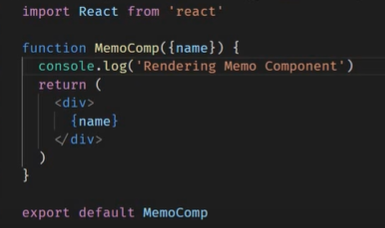 import React from 'react'
function MemoComp({name}) {
console.log('Rendering Memo Component')
return (
<div>
{name}
</div>
)
}
export default MemoComp